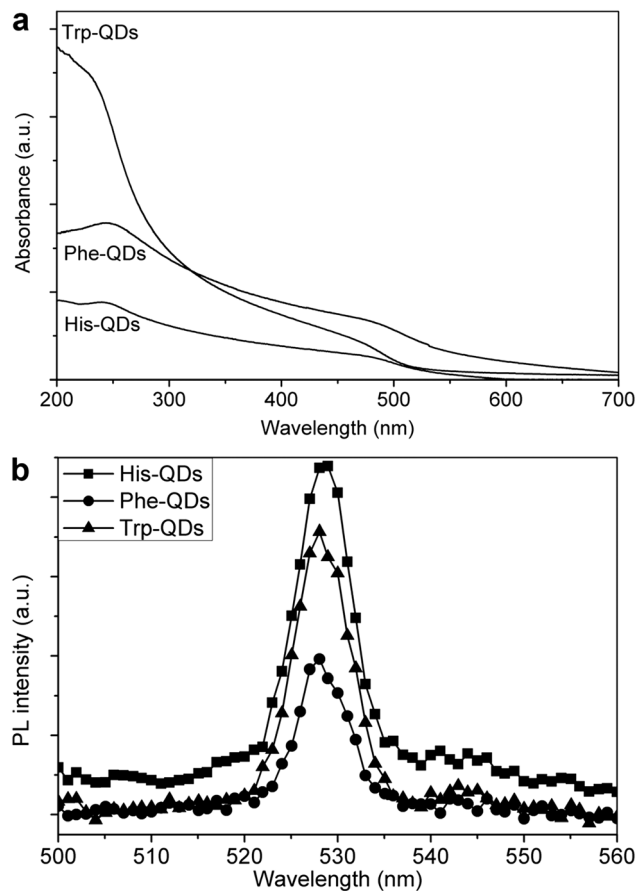 a
Trp-QDs
Phe-QDs
His-QDs
Absorbance (a.u.)
200 300 400 500 600 700
Wavelength (nm)
b
His-QDs
Phe-QDs
Trp-QDs
PL intensity (a.u.)
500 510 520 530 540 550 560
Wavelength (nm)